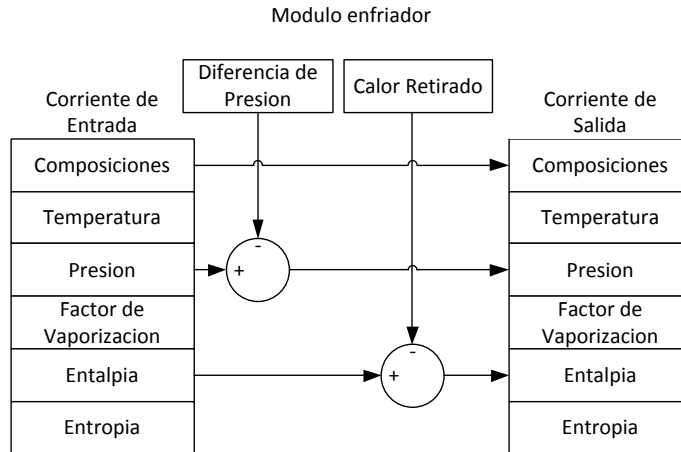 Modulo enfriador
Diferencia de
Presion
Calor Retirado
Corriente de
Entrada
Corriente de
Salida
Composiciones
Composiciones
Temperatura
Temperatura
-
+
Presion
Presion
Factor de
Vaporizacion
Factor de
Vaporizacion
-
+
Entalpia
Entalpia
Entropia
Entropia